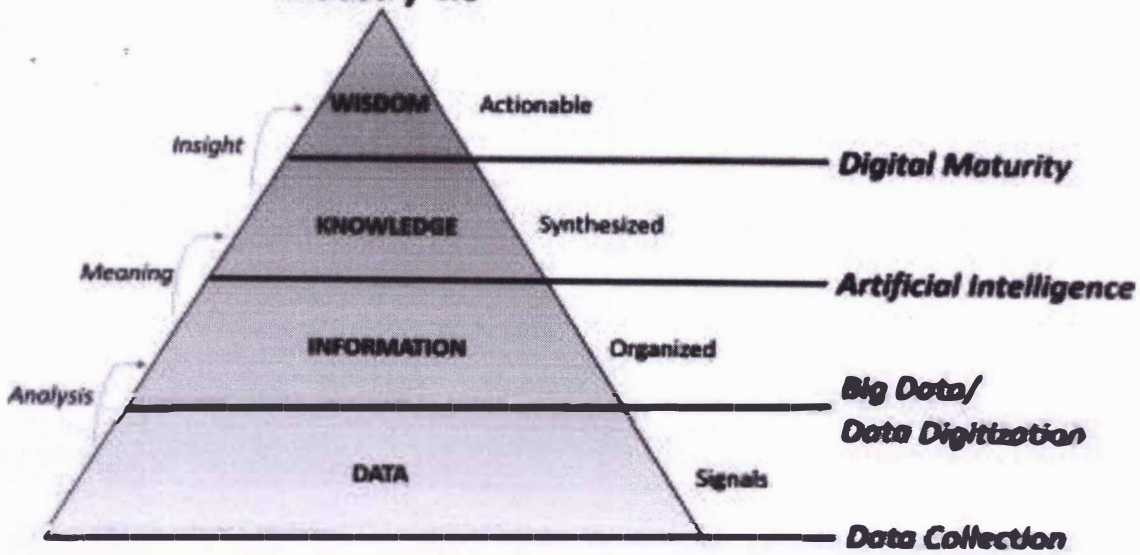 WISDOM
Actionable
Insight
Digital Maturity
KNOWLEDGE
Synthesized
Meaning
Artificial Intelligence
INFORMATION
Organized
Analysis
Big Data/
Data Digitization
DATA
Signals
Data Collection